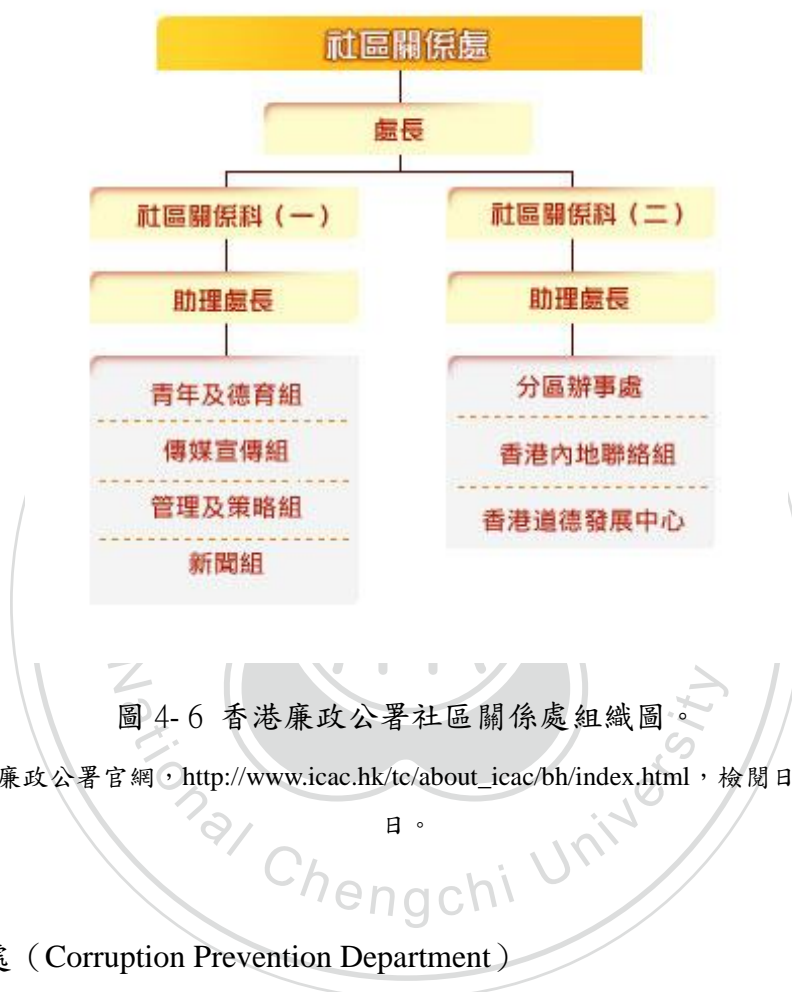 社區關係處
處長
社區關係科（一）
社區關係科（二）
助理處長
助理處長
青年及德育組
傳媒宣傳組
管理及策略組
新聞組
分區辦事處
香港內地聯絡組
香港道德發展中心
圖 4-6 香港廉政公署社區關係處組織圖。
廉政公署官網，http://www.icac.hk/tc/about_icac/bh/index.html，檢閱日
日。
National Chengchi University
處（Corruption Prevention Department）